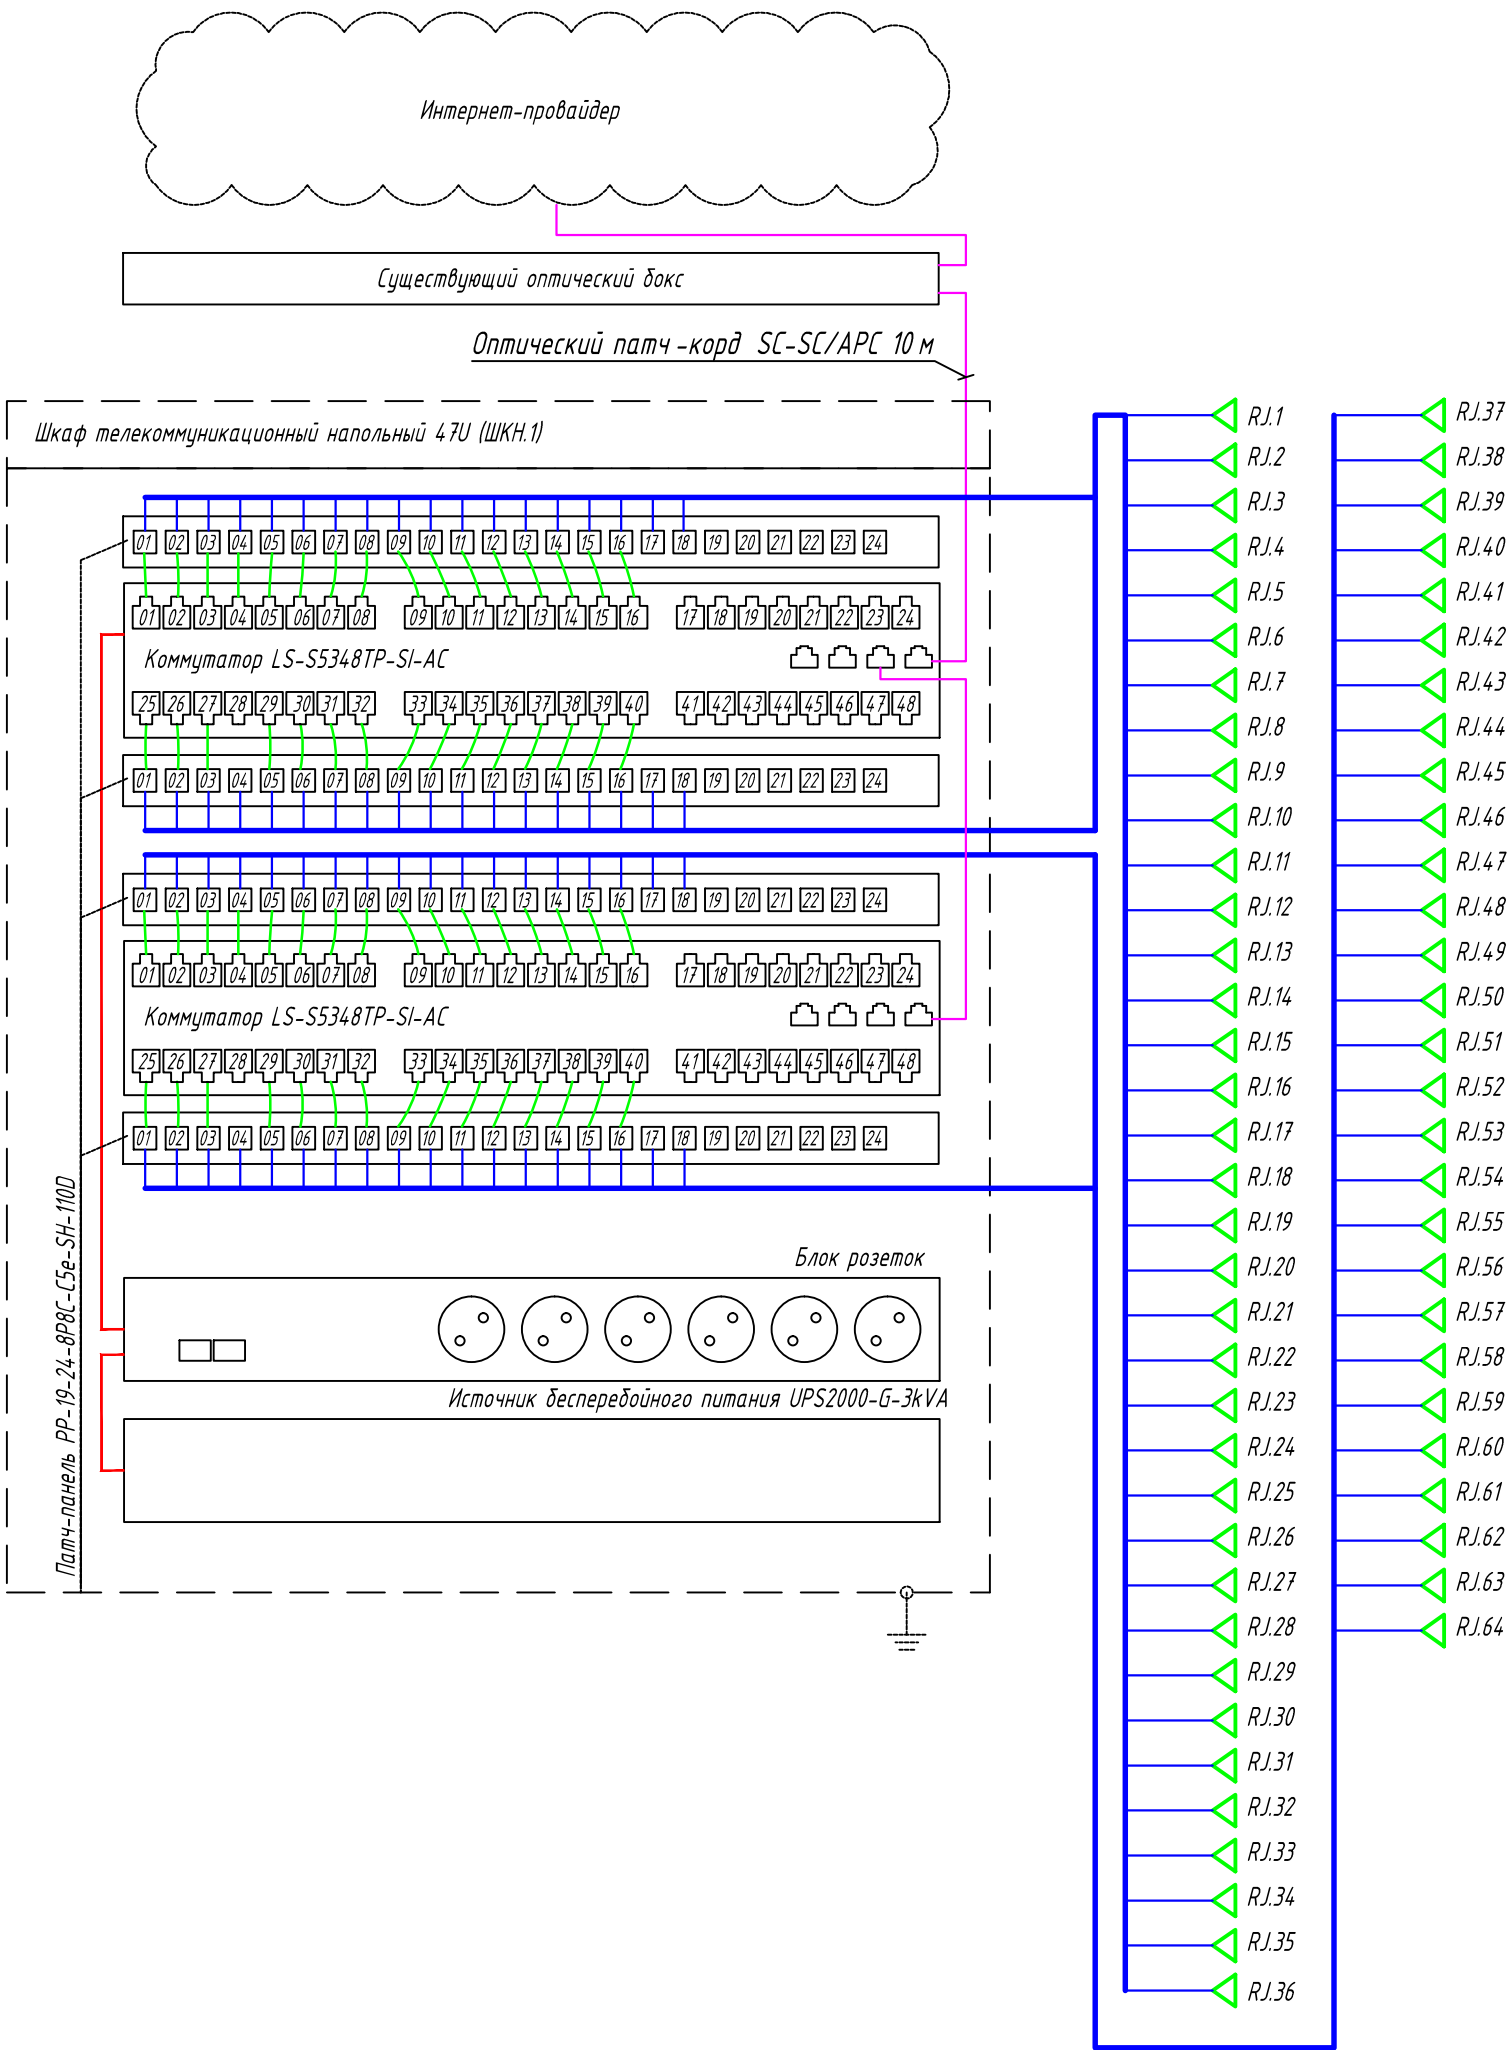 Интернет-провайдер
Существующий оптический бокс
Оптический патч-корд SC-SC/APC 10 м
Шкаф телекоммуникационный напольный 47U (ШКН.1)
01 02 03 04 05 06 07 08 09 10 11 12 13 14 15 16 17 18 19 20 21 22 23 24
01 02 03 04 05 06 07 08 09 10 11 12 13 14 15 16 17 18 19 20 21 22 23 24
Коммутатор LS-S5348TP-SI-AC
25 26 27 28 29 30 31 32 33 34 35 36 37 38 39 40 41 42 43 44 45 46 47 48
01 02 03 04 05 06 07 08 09 10 11 12 13 14 15 16 17 18 19 20 21 22 23 24
01 02 03 04 05 06 07 08 09 10 11 12 13 14 15 16 17 18 19 20 21 22 23 24
01 02 03 04 05 06 07 08 09 10 11 12 13 14 15 16 17 18 19 20 21 22 23 24
Коммутатор LS-S5348TP-SI-AC
25 26 27 28 29 30 31 32 33 34 35 36 37 38 39 40 41 42 43 44 45 46 47 48
01 02 03 04 05 06 07 08 09 10 11 12 13 14 15 16 17 18 19 20 21 22 23 24
Патч-панель PP-19-24-8P8C-C5e-SH-110D
Блок розеток
Источник бесперебойного питания UPS2000-G-3kVA
RJ.1
RJ.2
RJ.3
RJ.4
RJ.5
RJ.6
RJ.7
RJ.8
RJ.9
RJ.10
RJ.11
RJ.12
RJ.13
RJ.14
RJ.15
RJ.16
RJ.17
RJ.18
RJ.19
RJ.20
RJ.21
RJ.22
RJ.23
RJ.24
RJ.25
RJ.26
RJ.27
RJ.28
RJ.29
RJ.30
RJ.31
RJ.32
RJ.33
RJ.34
RJ.35
RJ.36
RJ.37
RJ.38
RJ.39
RJ.40
RJ.41
RJ.42
RJ.43
RJ.44
RJ.45
RJ.46
RJ.47
RJ.48
RJ.49
RJ.50
RJ.51
RJ.52
RJ.53
RJ.54
RJ.55
RJ.56
RJ.57
RJ.58
RJ.59
RJ.60
RJ.61
RJ.62
RJ.63
RJ.64